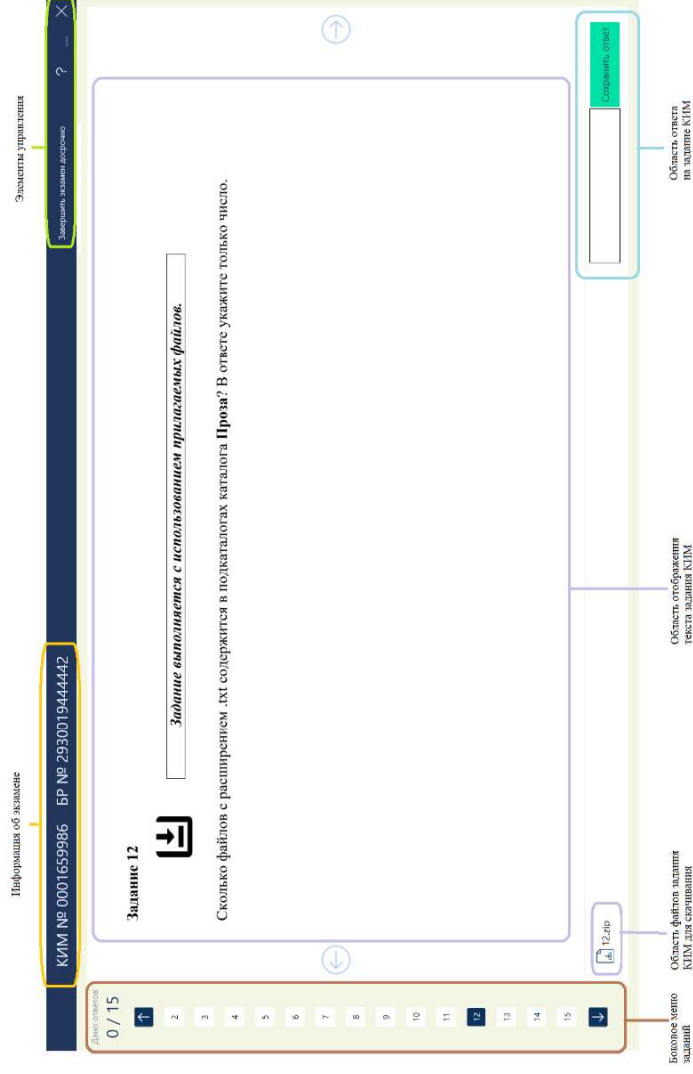 Информация об экзамене
Элементы управления
КИМ № 0001659986 БР № 2930019444442
Завершить экзамен досрочно ? _ ×
Дано ответов
0 / 15
2
3
4
5
6
7
8
9
10
11
12
13
14
15
Задание 12
Задание выполняется с использованием прилагаемых файлов.
Сколько файлов с расширением .txt содержится в подкаталогах каталога Проза? В ответе укажите только число.
12.zip
Сохранить ответ
Боковое меню
заданий
Область файлов задания
КИМ для скачивания
Область отображения
текста задания КИМ
Область ответа
на задание КИМ